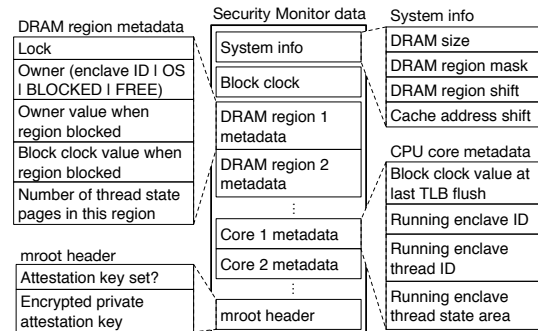 DRAM region metadata
Lock
Owner (enclave ID | OS
| BLOCKED | FREE)
Owner value when
region blocked
Block clock value when
region blocked
Number of thread state
pages in this region
mroot header
Attestation key set?
Encrypted private
attestation key
Security Monitor data
System info
Block clock
DRAM region 1
metadata
DRAM region 2
metadata
⋮
Core 1 metadata
Core 2 metadata
⋮
mroot header
System info
DRAM size
DRAM region mask
DRAM region shift
Cache address shift
CPU core metadata
Block clock value at
last TLB flush
Running enclave ID
Running enclave
thread ID
Running enclave
thread state area